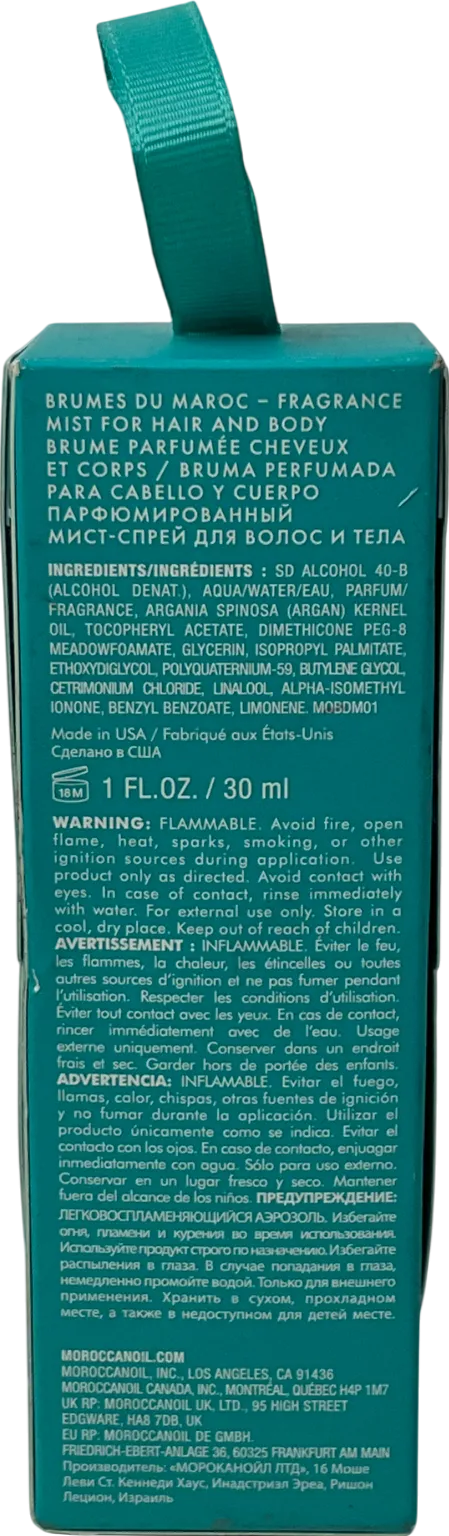 BRUMES DU MAROC – FRAGRANCE
MIST FOR HAIR AND BODY
BRUME PARFUMÉE CHEVEUX
ET CORPS / BRUMA PERFUMADA
PARA CABELLO Y CUERPO
ПАРФЮМИРОВАННЫЙ
МИСТ-СПРЕЙ ДЛЯ ВОЛОС И ТЕЛА
INGREDIENTS/INGRÉDIENTS : SD ALCOHOL 40-B
(ALCOHOL DENAT.), AQUA/WATER/EAU, PARFUM/
FRAGRANCE, ARGANIA SPINOSA (ARGAN) KERNEL
OIL, TOCOPHERYL ACETATE, DIMETHICONE PEG-8
MEADOWFOAMATE, GLYCERIN, ISOPROPYL PALMITATE,
ETHOXYDIGLYCOL, POLYQUATERNIUM-59, BUTYLENE GLYCOL,
CETRIMONIUM CHLORIDE, LINALOOL, ALPHA-ISOMETHYL
IONONE, BENZYL BENZOATE, LIMONENE. MOBDM01
Made in USA / Fabriqué aux États-Unis
Сделано в США
18M 1 FL.OZ. / 30 ml
WARNING: FLAMMABLE. Avoid fire, open
flame, heat, sparks, smoking, or other
ignition sources during application. Use
product only as directed. Avoid contact with
eyes. In case of contact, rinse immediately
with water. For external use only. Store in a
cool, dry place. Keep out of reach of children.
AVERTISSEMENT : INFLAMMABLE. Éviter le feu,
les flammes, la chaleur, les étincelles ou toutes
autres sources d'ignition et ne pas fumer pendant
l'utilisation. Respecter les conditions d'utilisation.
Éviter tout contact avec les yeux. En cas de contact,
rincer immédiatement avec de l'eau. Usage
externe uniquement. Conserver dans un endroit
frais et sec. Garder hors de portée des enfants.
ADVERTENCIA: INFLAMABLE. Evitar el fuego,
llamas, calor, chispas, otras fuentes de ignición
y no fumar durante la aplicación. Utilizar el
producto únicamente como se indica. Evitar el
contacto con los ojos. En caso de contacto, enjuagar
inmediatamente con agua. Sólo para uso externo.
Conservar en un lugar fresco y seco. Mantener
fuera del alcance de los niños. ПРЕДУПРЕЖДЕНИЕ:
ЛЕГКОВОСПЛАМЕНЯЮЩИЙСЯ АЭРОЗОЛЬ. Избегайте
огня, пламени и курения во время использования.
Используйте продукт строго по назначению. Избегайте
распыления в глаза. В случае попадания в глаза,
немедленно промойте водой. Только для внешнего
применения. Хранить в сухом, прохладном
месте, а также в недоступном для детей месте.
MOROCCANOIL.COM
MOROCCANOIL, INC., LOS ANGELES, CA 91436
MOROCCANOIL CANADA, INC., MONTRÉAL, QUÉBEC H4P 1M7
UK RP: MOROCCANOIL UK, LTD., 95 HIGH STREET
EDGWARE, HA8 7DB, UK
EU RP: MOROCCANOIL DE GMBH.
FRIEDRICH-EBERT-ANLAGE 36, 60325 FRANKFURT AM MAIN
Производитель: «МОРОКАНОЙЛ ЛТД», 16 Моше
Леви Ст. Кеннеди Хаус, Инадстриэл Эреа, Ришон
Лецион, Израиль